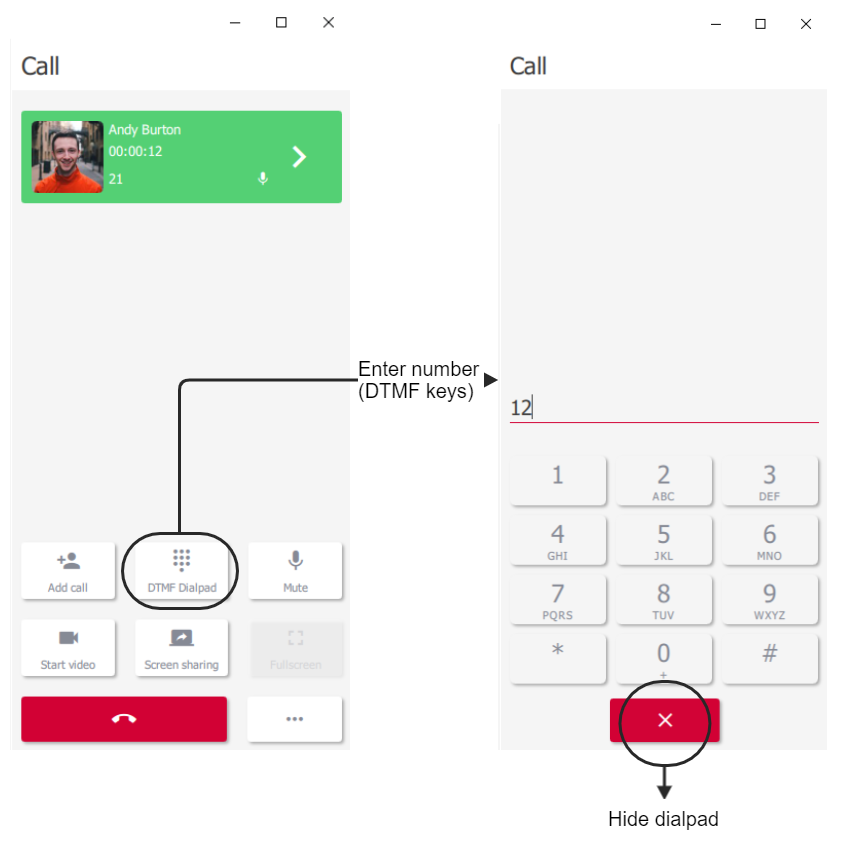 Call
Andy Burton
00:00:12
21
Add call
DTMF Dialpad
Mute
Start video
Screen sharing
Fullscreen
Enter number
(DTMF keys)
Call
12
1 2 3
ABC DEF
4 5 6
GHI JKL MNO
7 8 9
PQRS TUV WXYZ
* 0 #
+
Hide dialpad